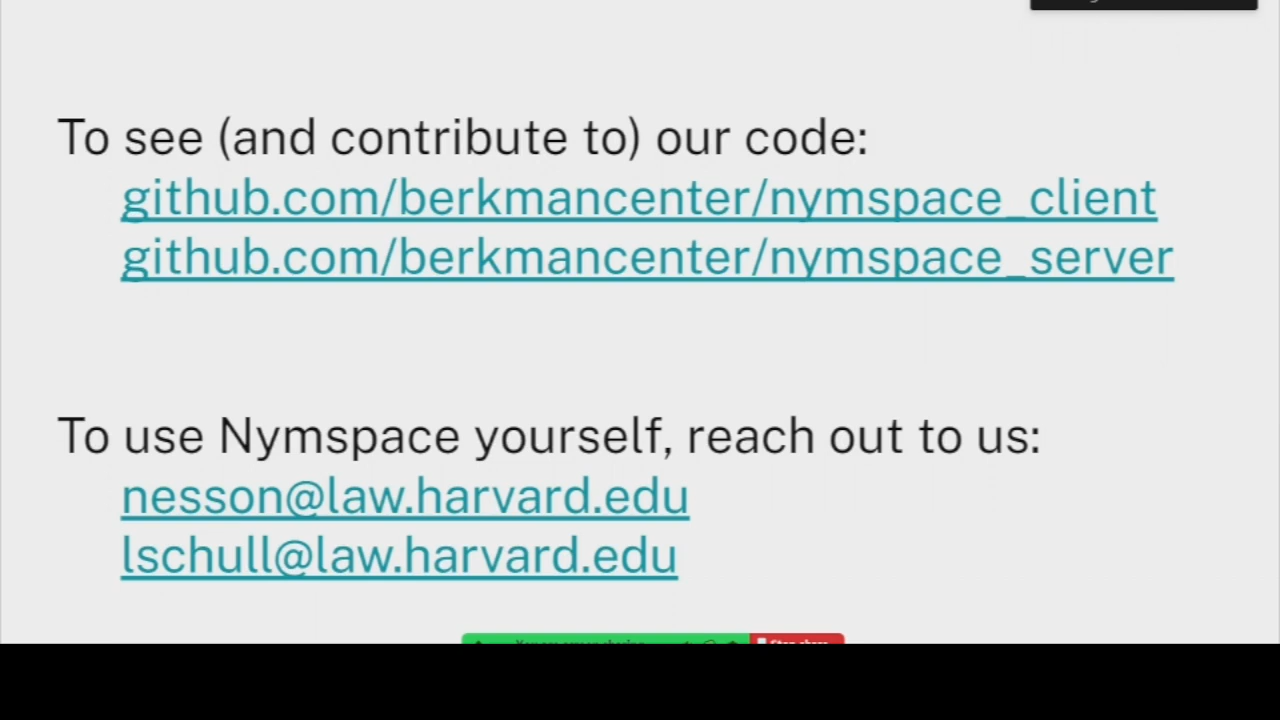 To see (and contribute to) our code:
github.com/berkmancenter/nymspace_client
github.com/berkmancenter/nymspace_server
To use Nymspace yourself, reach out to us:
nesson@law.harvard.edu
lschull@law.harvard.edu